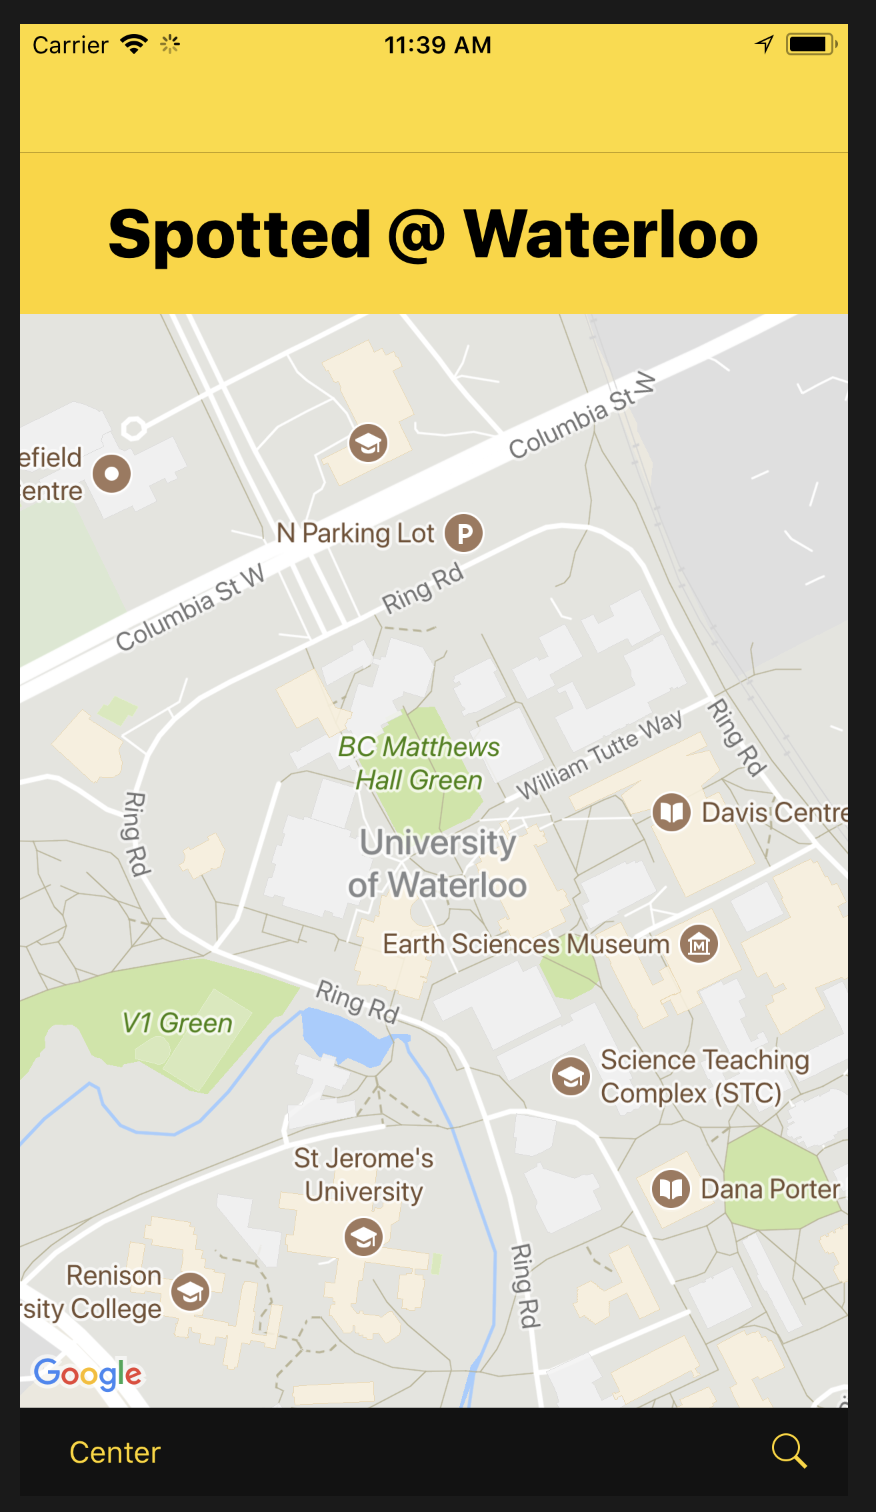 Carrier 11:39 AM
Spotted @ Waterloo
Columbia St W
efield
entre
N Parking Lot P
Ring Rd
Columbia St W
BC Matthews
Hall Green
William Tutte Way
Ring Rd
Ring Rd
Davis Centre
University
of Waterloo
Earth Sciences Museum M
Ring Rd
V1 Green
Science Teaching
Complex (STC)
St Jerome's
University
Dana Porter
Ring Rd
Renison
rsity College
Google
Center